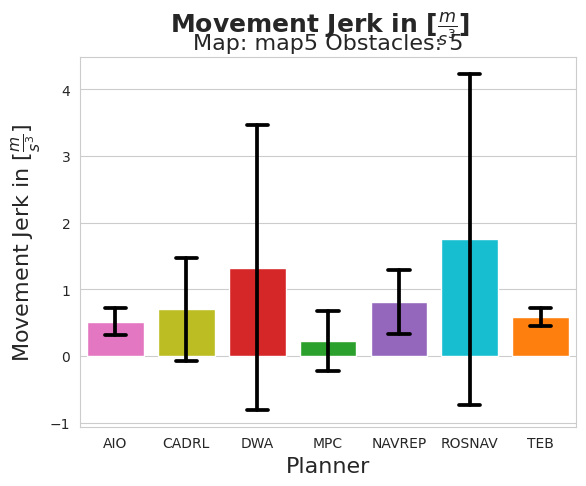 Movement Jerk in [m/s³]
Map: map5 Obstacles: 5
Movement Jerk in [m/s³]
4
3
2
1
0
−1
AIO CADRL DWA MPC NAVREP ROSNAV TEB
Planner